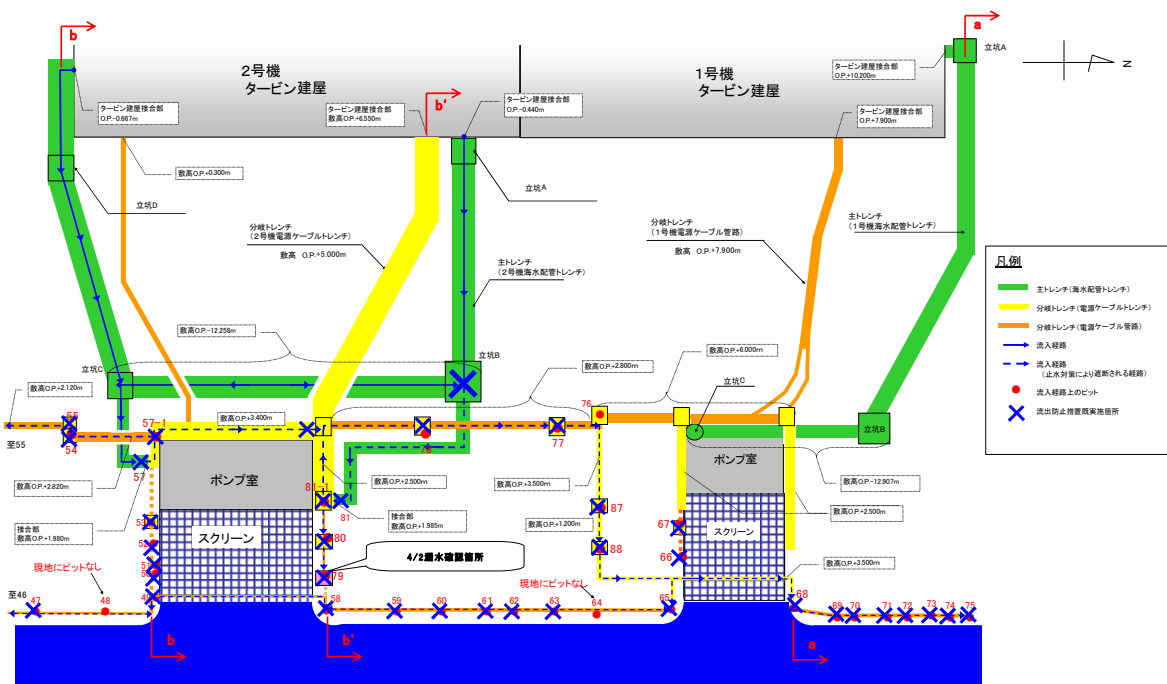 b
a
立坑A
N
2号機
タービン建屋
1号機
タービン建屋
タービン建屋接合部
O.P.+10.200m
タービン建屋接合部
O.P.-0.667m
タービン建屋接合部
敷高O.P.+6.550m
b'
タービン建屋接合部
O.P.-0.440m
タービン建屋接合部
O.P.+7.900m
敷高O.P.+0.300m
立坑D
立坑A
分岐トレンチ
(2号機電源ケーブルトレンチ)
敷高 O.P.+5.000m
主トレンチ
(2号機海水配管トレンチ)
分岐トレンチ
(1号機電源ケーブル管路)
敷高 O.P.+7.900m
主トレンチ
(1号機海水配管トレンチ)
凡例
主トレンチ(海水配管トレンチ)
分岐トレンチ(電源ケーブルトレンチ)
分岐トレンチ(電源ケーブル管路)
流入経路
流入経路
(止水対策により遮断される経路)
流入経路上のピット
流出防止措置既実施箇所
敷高O.P.-12.258m
立坑C
立坑B
敷高O.P.+2.800m
敷高O.P.+6.000m
立坑C
敷高O.P.+2.120m
至55
55
54
57-1
敷高O.P.+3.400m
76
77
立坑B
57
敷高O.P.+2.820m
ポンプ室
敷高O.P.+2.500m
敷高O.P.+3.500m
ポンプ室
敷高O.P.-12.907m
敷高O.P.+2.500m
81
接合部
敷高O.P.+1.980m
接合部
敷高O.P.+1.985m
87
敷高O.P.+1.200m
53
52
51
スクリーン
80
88
67
66
スクリーン
4/2漏水確認箇所
79
敷高O.P.+3.500m
現地にピットなし
現地にピットなし
至46
47
48
58
59
60
61
62
63
64
65
68
69
70
71
72
73
74
75
b
b'
a